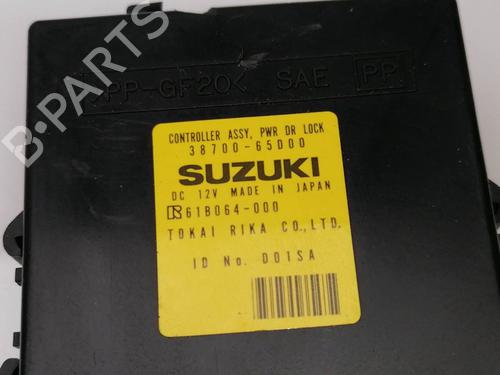 >PP-GF20< SAE PP
CONTROLLER ASSY, PWR DR LOCK
38700-65D00
SUZUKI
DC 12V MADE IN JAPAN
R 61B064-000
TOKAI RIKA CO.,LTD.
ID No. D01SA
B-PARTS